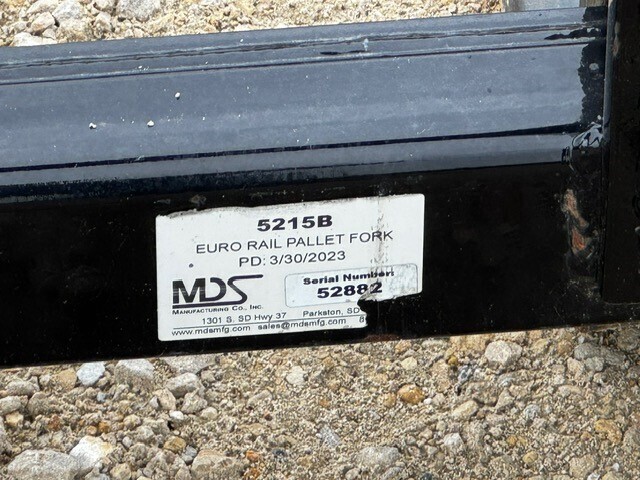 5215B
EURO RAIL PALLET FORK
PD: 3/30/2023
MDS
MANUFACTURING CO., INC.
Serial Number:
52882
1301 S. SD Hwy 37 Parkston, SD
www.mdsmfg.com sales@mdsmfg.com 8